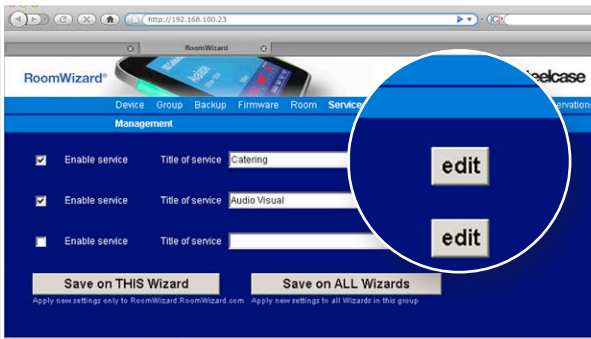 http://192.168.100.23
RoomWizard
RoomWizard®
eelcase
Device Group Backup Firmware Room Service ervation
Management
Enable service Title of service Catering edit
Enable service Title of service Audio Visual
Enable service Title of service edit
Save on THIS Wizard Save on ALL Wizards
Apply new settings only to RoomWizard.RoomWizard.com Apply new settings to all Wizards in this group